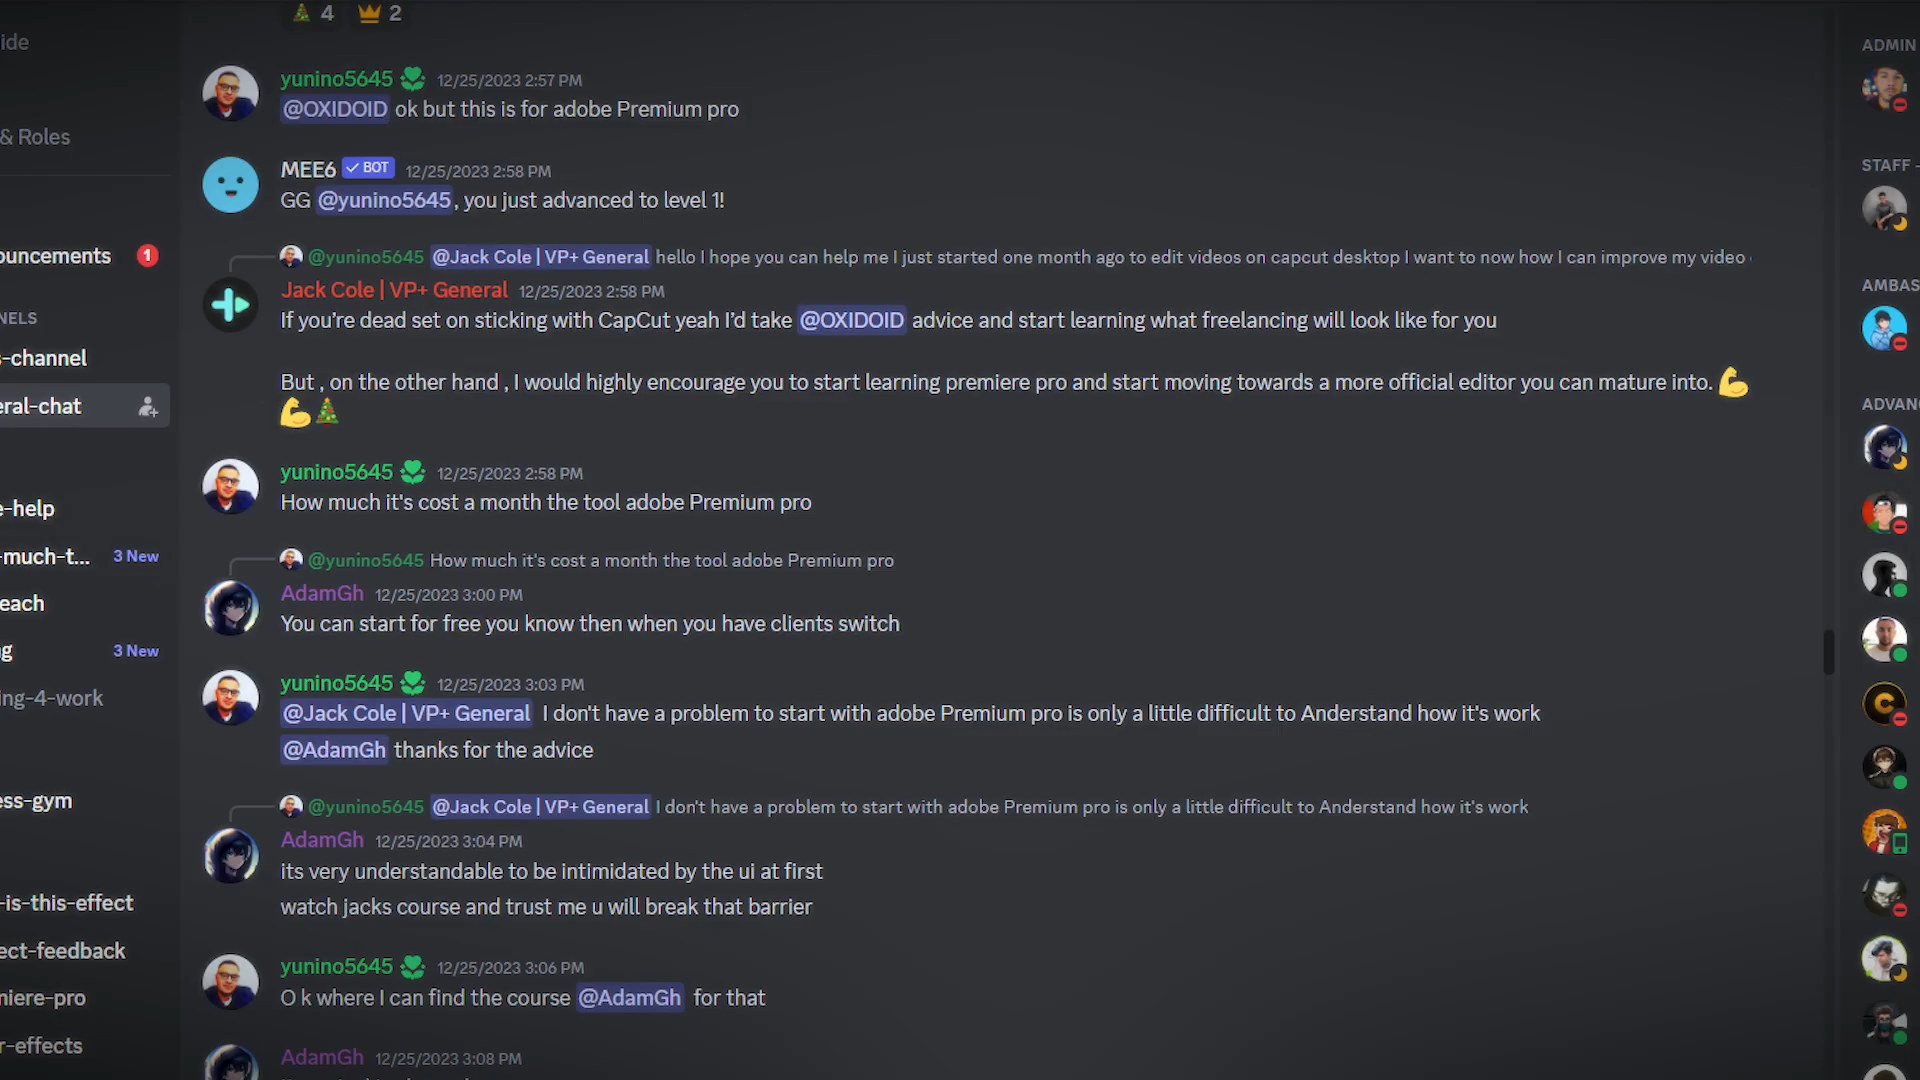 4 2
ide
ADMIN
yunino5645 12/25/2023 2:57 PM
@OXIDOID ok but this is for adobe Premium pro
& Roles
MEE6 BOT 12/25/2023 2:58 PM
STAFF -
GG @yunino5645, you just advanced to level 1!
ouncements 1
@yunino5645 @Jack Cole | VP+ General hello I hope you can help me I just started one month ago to edit videos on capcut desktop I want to now how I can improve my video
AMBAS
Jack Cole | VP+ General 12/25/2023 2:58 PM
NELS
If you're dead set on sticking with CapCut yeah I'd take @OXIDOID advice and start learning what freelancing will look like for you
s-channel
But , on the other hand , I would highly encourage you to start learning premiere pro and start moving towards a more official editor you can mature into.
eral-chat
ADVAN
yunino5645 12/25/2023 2:58 PM
How much it's cost a month the tool adobe Premium pro
e-help
-much-t... 3 New
@yunino5645 How much it's cost a month the tool adobe Premium pro
AdamGh 12/25/2023 3:00 PM
each
You can start for free you know then when you have clients switch
g 3 New
yunino5645 12/25/2023 3:03 PM
ing-4-work
@Jack Cole | VP+ General I don't have a problem to start with adobe Premium pro is only a little difficult to Anderstand how it's work
@AdamGh thanks for the advice
ess-gym
@yunino5645 @Jack Cole | VP+ General I don't have a problem to start with adobe Premium pro is only a little difficult to Anderstand how it's work
AdamGh 12/25/2023 3:04 PM
its very understandable to be intimidated by the ui at first
-is-this-effect
watch jacks course and trust me u will break that barrier
ect-feedback
yunino5645 12/25/2023 3:06 PM
O k where I can find the course @AdamGh for that
miere-pro
r-effects
AdamGh 12/25/2023 3:08 PM